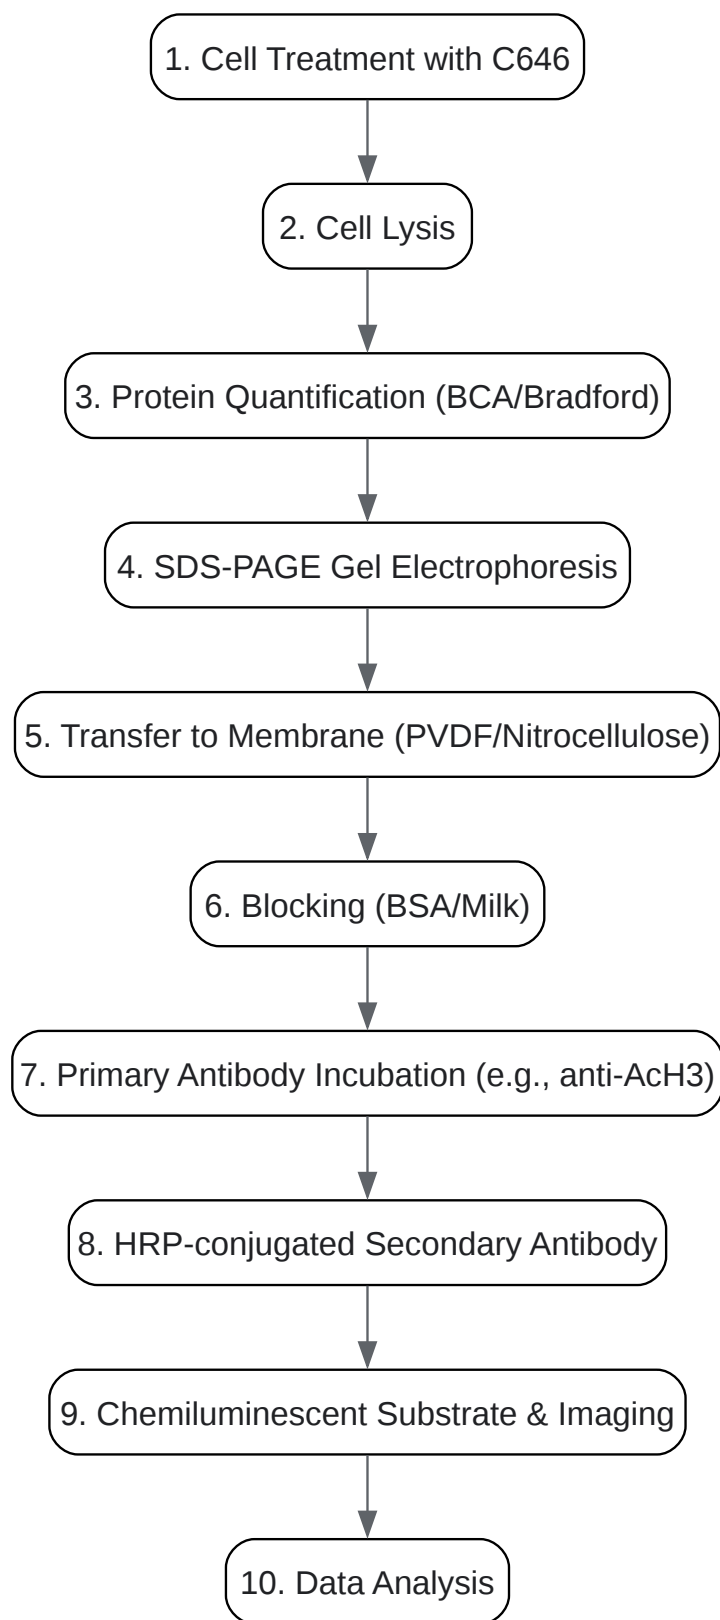 1. Cell Treatment with C646
2. Cell Lysis
3. Protein Quantification (BCA/Bradford)
4. SDS-PAGE Gel Electrophoresis
5. Transfer to Membrane (PVDF/Nitrocellulose)
6. Blocking (BSA/Milk)
7. Primary Antibody Incubation (e.g., anti-AcH3)
8. HRP-conjugated Secondary Antibody
9. Chemiluminescent Substrate & Imaging
10. Data Analysis